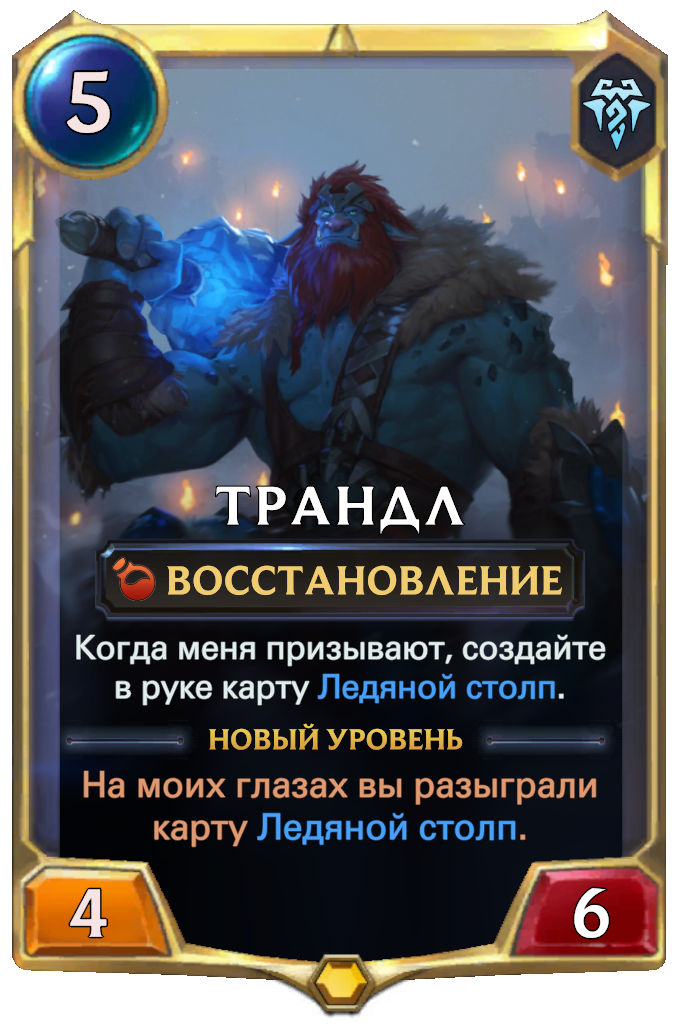 5
ТРАНДЛ
ВОССТАНОВЛЕНИЕ
Когда меня призывают, создайте
в руке карту Ледяной столп.
НОВЫЙ УРОВЕНЬ
На моих глазах вы разыграли
карту Ледяной столп.
4
6